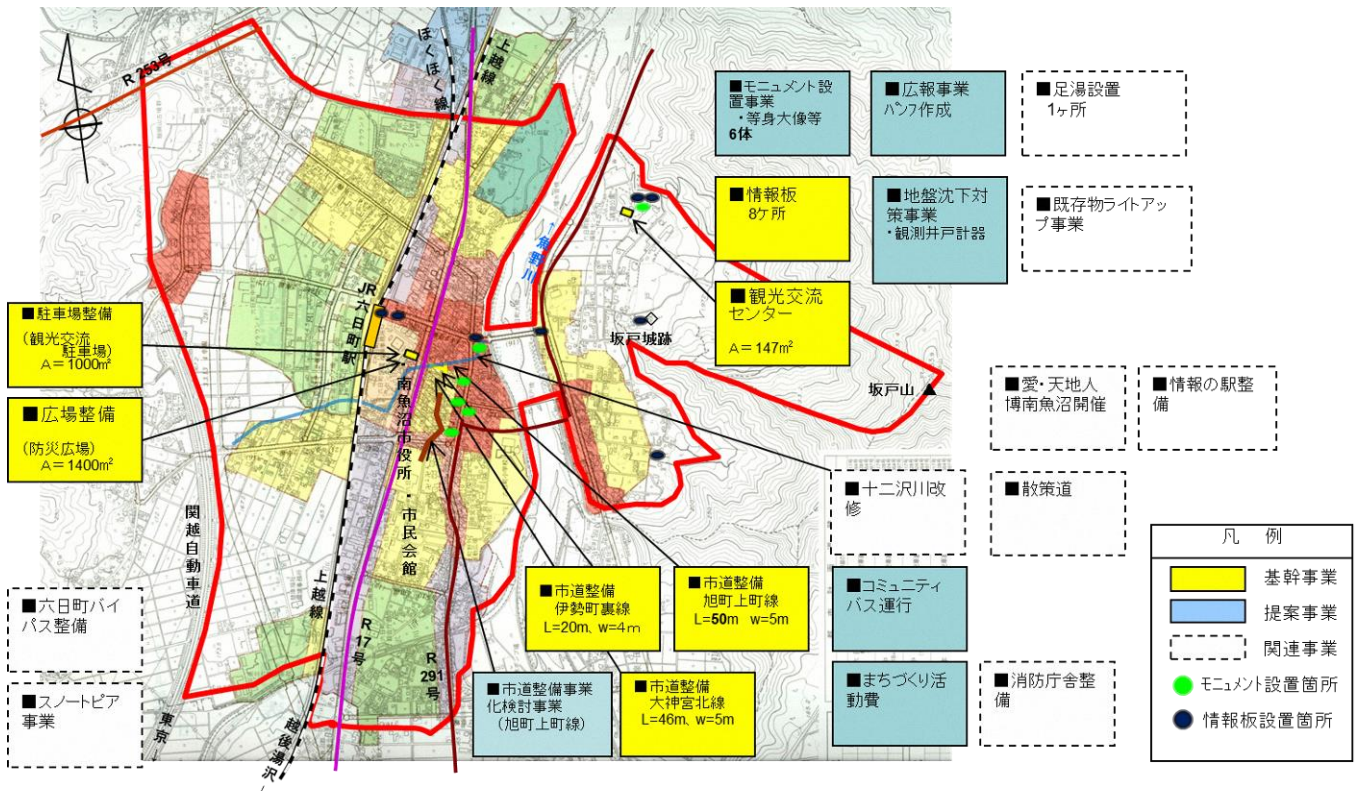 R 253号
ほくほく線
上越線
■モニュメント設
置事業
・等身大像等
6体
■広報事業
パンフ作成
■足湯設置
1ヶ所
■情報板
8ケ所
■地盤沈下対
策事業
・観測井戸計器
■既存物ライトアッ
プ事業
↑魚野川
JR六日町駅
■観光交流
センター
A＝147㎡
坂戸城跡
坂戸山
■駐車場整備
(観光交流
駐車場)
A＝1000㎡
■広場整備
(防災広場)
A＝1400㎡
・南魚沼市役所・市民会館
■愛・天地人
博南魚沼開催
■情報の駅整
備
■十二沢川改
修
■散策道
関越自動車道
上越線
R
17
号
R
291
号
■六日町バイ
パス整備
■スノートピア
事業
東京
越後湯沢
■市道整備
伊勢町裏線
L=20m、w=4ｍ
■市道整備
旭町上町線
L=50m w=5m
■コミュニティ
バス運行
■市道整備事業
化検討事業
(旭町上町線)
■市道整備
大神宮北線
L=46m、w=5m
■まちづくり活
動費
■消防庁舎整
備
凡 例
基幹事業
提案事業
関連事業
モニュメント設置箇所
情報板設置箇所